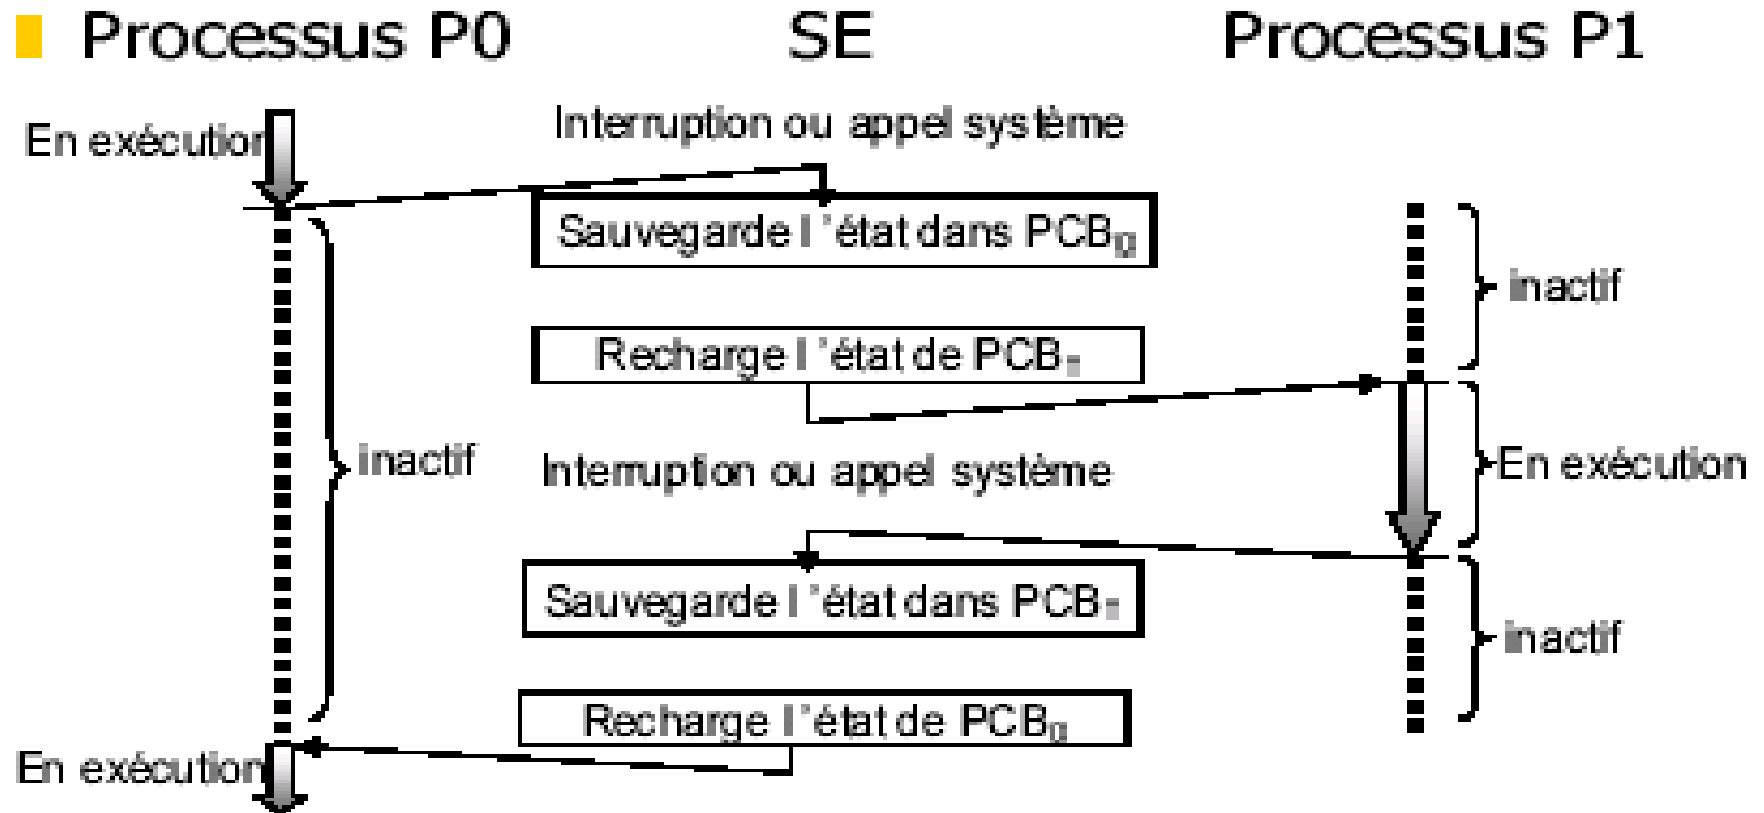 Processus P0
SE
Processus P1
En exécution
Interruption ou appel système
Sauvegarde l 'état dans PCB0
inactif
Recharge l 'état de PCB1
inactif
Interruption ou appel système
En exécution
Sauvegarde l 'état dans PCB1
inactif
Recharge l 'état de PCB0
En exécution